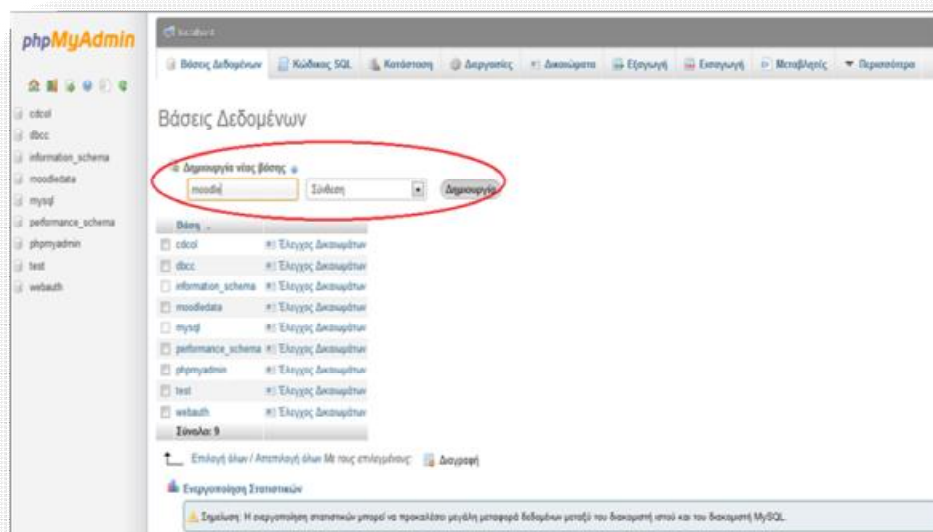 phpMyAdmin
localhost
Βάσεις Δεδομένων
Κώδικας SQL
Κατάσταση
Διεργασίες
Δικαιώματα
Εξαγωγή
Εισαγωγή
Μεταβλητές
Περισσότερα
cdcol
dbcc
information_schema
moodledata
mysql
performance_schema
phpmyadmin
test
webauth
Βάσεις Δεδομένων
Δημιουργία νέας βάσης
moodle
Σύνθεση
Δημιουργία
Βάση
cdcol Έλεγχος Δικαιωμάτων
dbcc Έλεγχος Δικαιωμάτων
information_schema Έλεγχος Δικαιωμάτων
moodledata Έλεγχος Δικαιωμάτων
mysql Έλεγχος Δικαιωμάτων
performance_schema Έλεγχος Δικαιωμάτων
phpmyadmin Έλεγχος Δικαιωμάτων
test Έλεγχος Δικαιωμάτων
webauth Έλεγχος Δικαιωμάτων
Σύνολο: 9
Επιλογή όλων / Απεπιλογή όλων Με τους επιλεγμένους: Διαγραφή
Ενεργοποίηση Στατιστικών
Σημείωση: Η ενεργοποίηση στατιστικών μπορεί να προκαλέσει μεγάλη μεταφορά δεδομένων μεταξύ του διακομιστή ιστού και του διακομιστή MySQL.